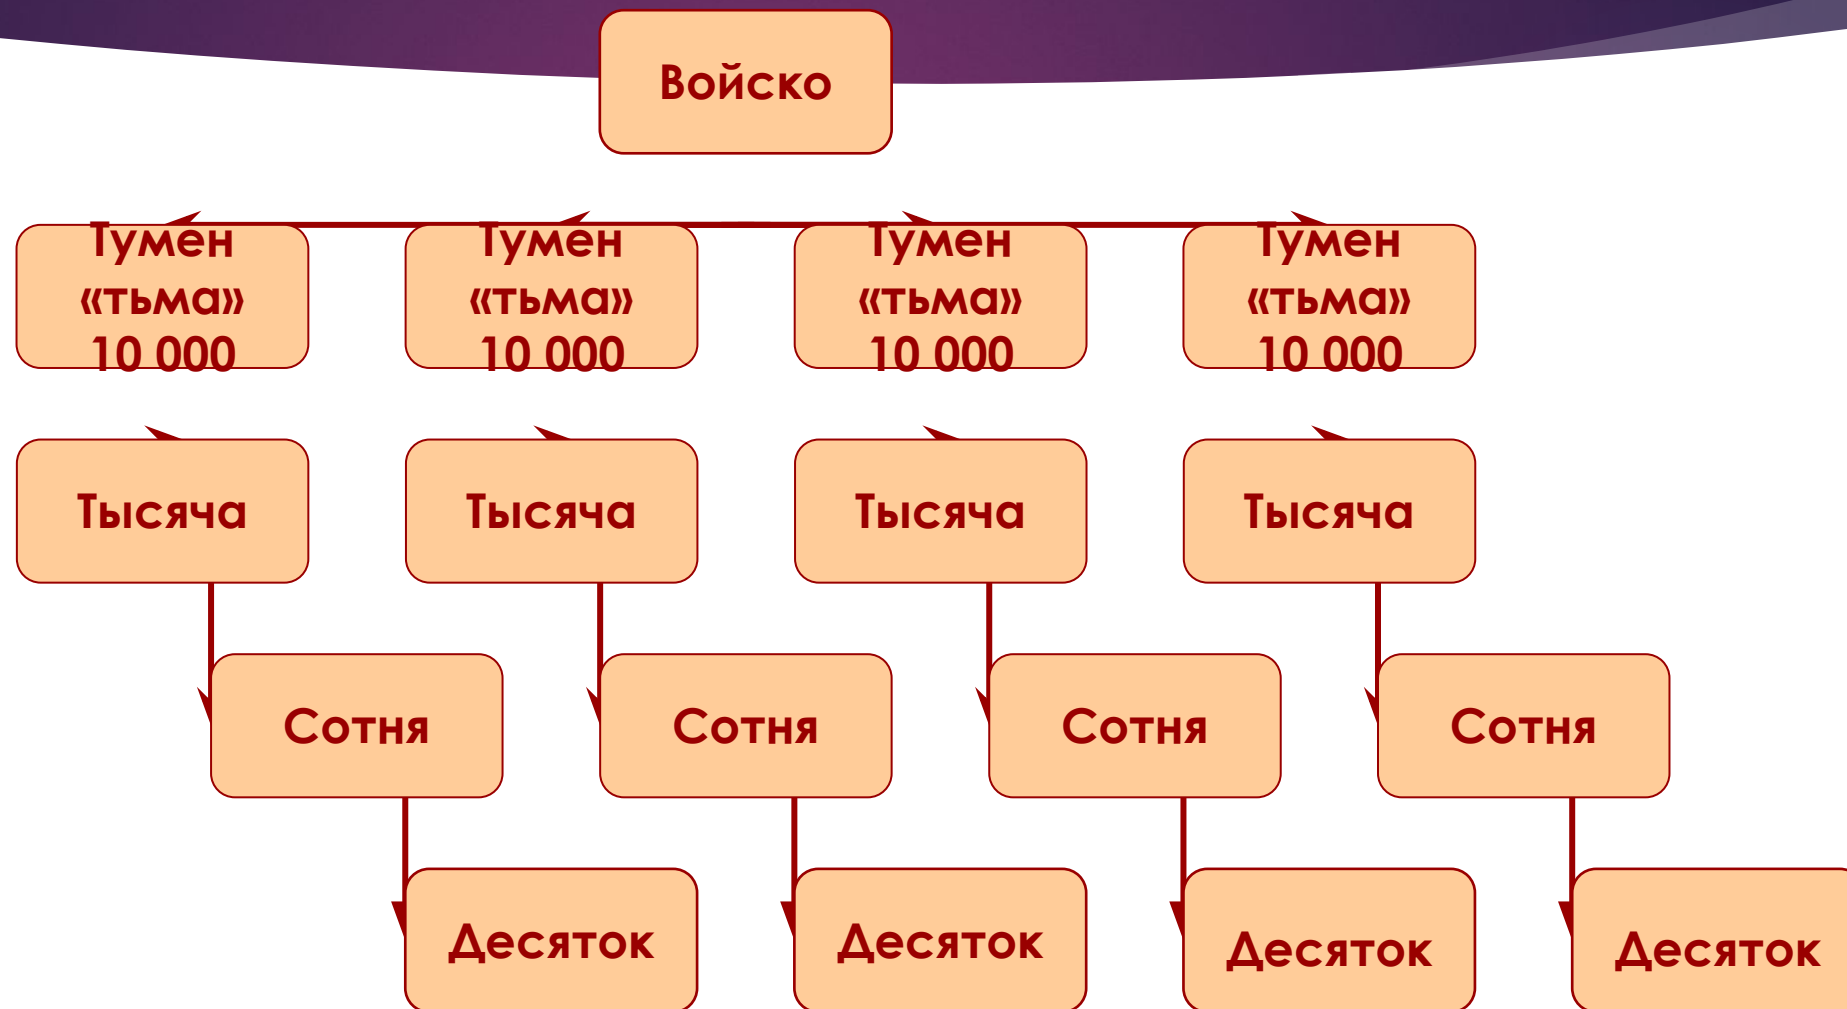 Войско
Тумен
«тьма»
10 000
Тумен
«тьма»
10 000
Тумен
«тьма»
10 000
Тумен
«тьма»
10 000
Тысяча
Тысяча
Тысяча
Тысяча
Сотня
Сотня
Сотня
Сотня
Десяток
Десяток
Десяток
Десяток